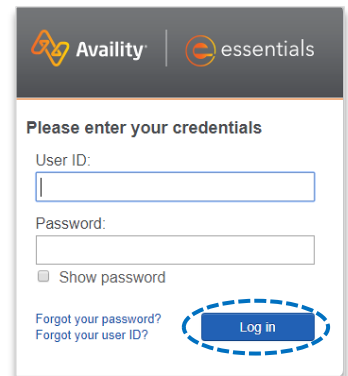 Availity essentials
Please enter your credentials
User ID:
Password:
Show password
Forgot your password?
Forgot your user ID?
Log in